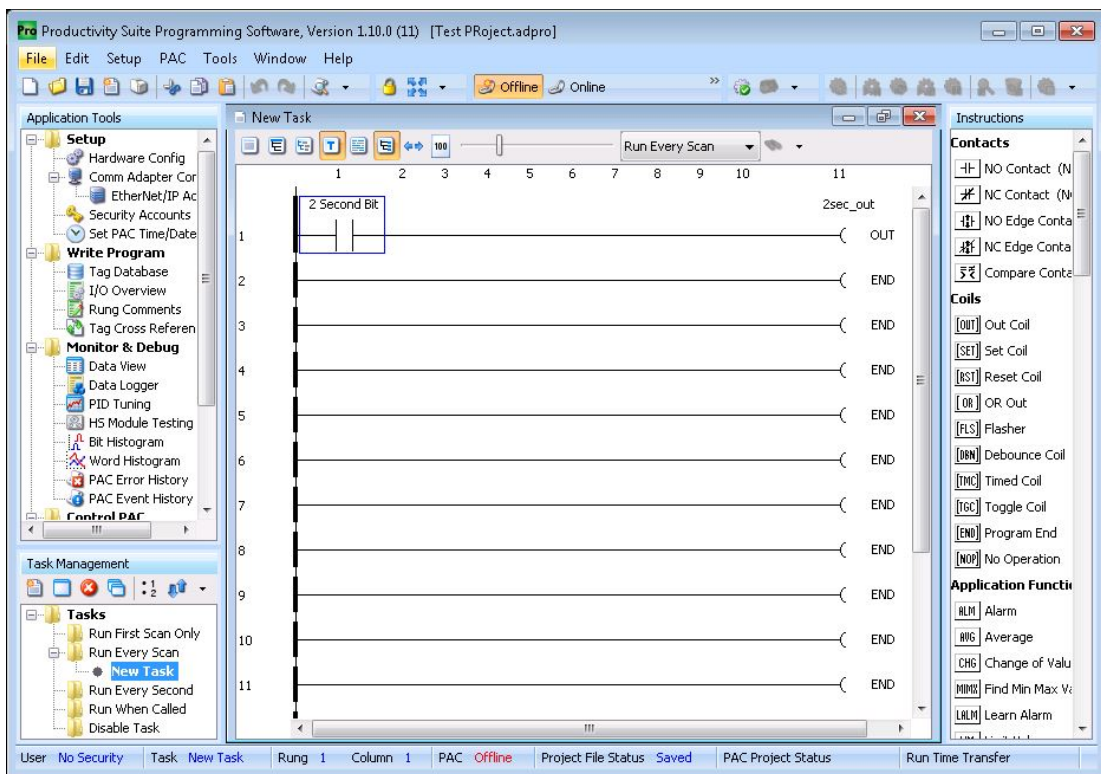 Pro Productivity Suite Programming Software, Version 1.10.0 (11) [Test PRoject.adpro]
File Edit Setup PAC Tools Window Help
Offline Online »
Application Tools
Setup
Hardware Config
Comm Adapter Cor
EtherNet/IP Ac
Security Accounts
Set PAC Time/Date
Write Program
Tag Database
I/O Overview
Rung Comments
Tag Cross Referen
Monitor & Debug
Data View
Data Logger
PID Tuning
HS Module Testing
Bit Histogram
Word Histogram
PAC Error History
PAC Event History
Control PAC
Task Management
Tasks
Run First Scan Only
Run Every Scan
New Task
Run Every Second
Run When Called
Disable Task
New Task
T 100 Run Every Scan
1 2 3 4 5 6 7 8 9 10 11
2 Second Bit 2sec_out
1 OUT
2 END
3 END
4 END
5 END
6 END
7 END
8 END
9 END
10 END
11 END
Instructions
Contacts
NO Contact (N
NC Contact (N
NO Edge Conta
NC Edge Conta
Compare Conta
Coils
[OUT] Out Coil
[SET] Set Coil
[RST] Reset Coil
[OR] OR Out
[FLS] Flasher
[DBN] Debounce Coil
[TMC] Timed Coil
[TGC] Toggle Coil
[END] Program End
[NOP] No Operation
Application Functi
ALM Alarm
AVG Average
CHG Change of Valu
MIMX Find Min Max Va
LALM Learn Alarm
User No Security Task New Task Rung 1 Column 1 PAC Offline Project File Status Saved PAC Project Status Run Time Transfer